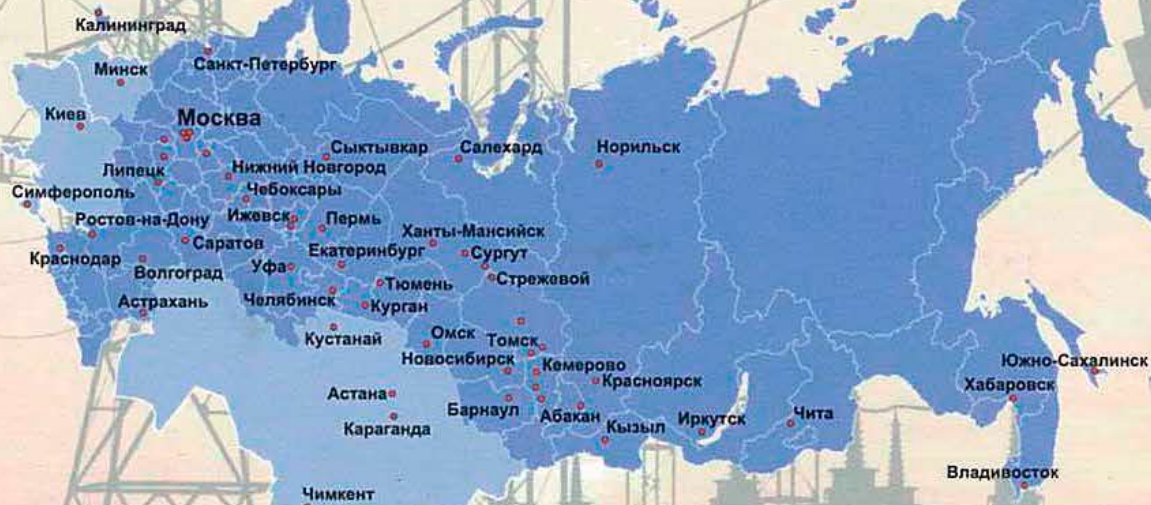 Калининград
Санкт-Петербург
Минск
Киев
Москва
Сыктывкар
Салехард
Норильск
Липецк
Нижний Новгород
Симферополь
Чебоксары
Ростов-на-Дону
Ижевск
Пермь
Ханты-Мансийск
Саратов
Екатеринбург
Сургут
Краснодар
Волгоград
Уфа
Стрежевой
Тюмень
Астрахань
Челябинск
Курган
Кустанай
Омск
Томск
Новосибирск
Кемерово
Южно-Сахалинск
Красноярск
Хабаровск
Астана
Барнаул
Абакан
Иркутск
Чита
Караганда
Кызыл
Владивосток
Чимкент